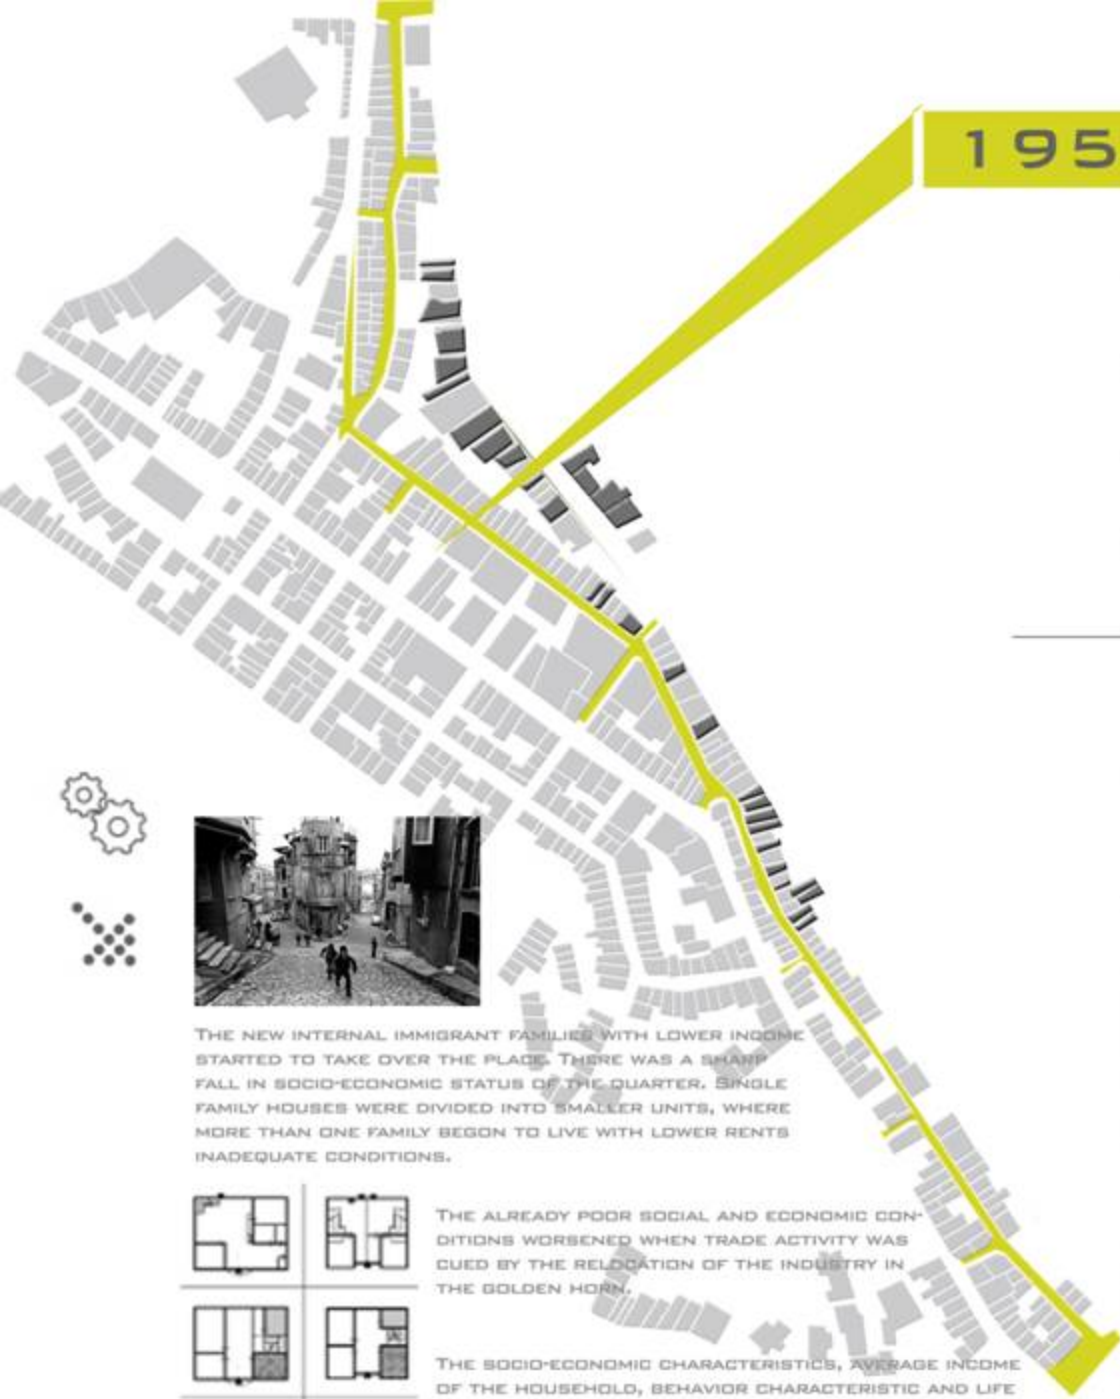 195
THE NEW INTERNAL IMMIGRANT FAMILIES WITH LOWER INCOME
STARTED TO TAKE OVER THE PLACE. THERE WAS A SHARP
FALL IN SOCIO-ECONOMIC STATUS OF THE QUARTER. SINGLE
FAMILY HOUSES WERE DIVIDED INTO SMALLER UNITS, WHERE
MORE THAN ONE FAMILY BEGON TO LIVE WITH LOWER RENTS
INADEQUATE CONDITIONS.
THE ALREADY POOR SOCIAL AND ECONOMIC CON-
DITIONS WORSENED WHEN TRADE ACTIVITY WAS
CUED BY THE RELOCATION OF THE INDUSTRY IN
THE GOLDEN HORN.
THE SOCIO-ECONOMIC CHARACTERISTICS, AVERAGE INCOME
OF THE HOUSEHOLD, BEHAVIOR CHARACTERISTIC AND LIFE